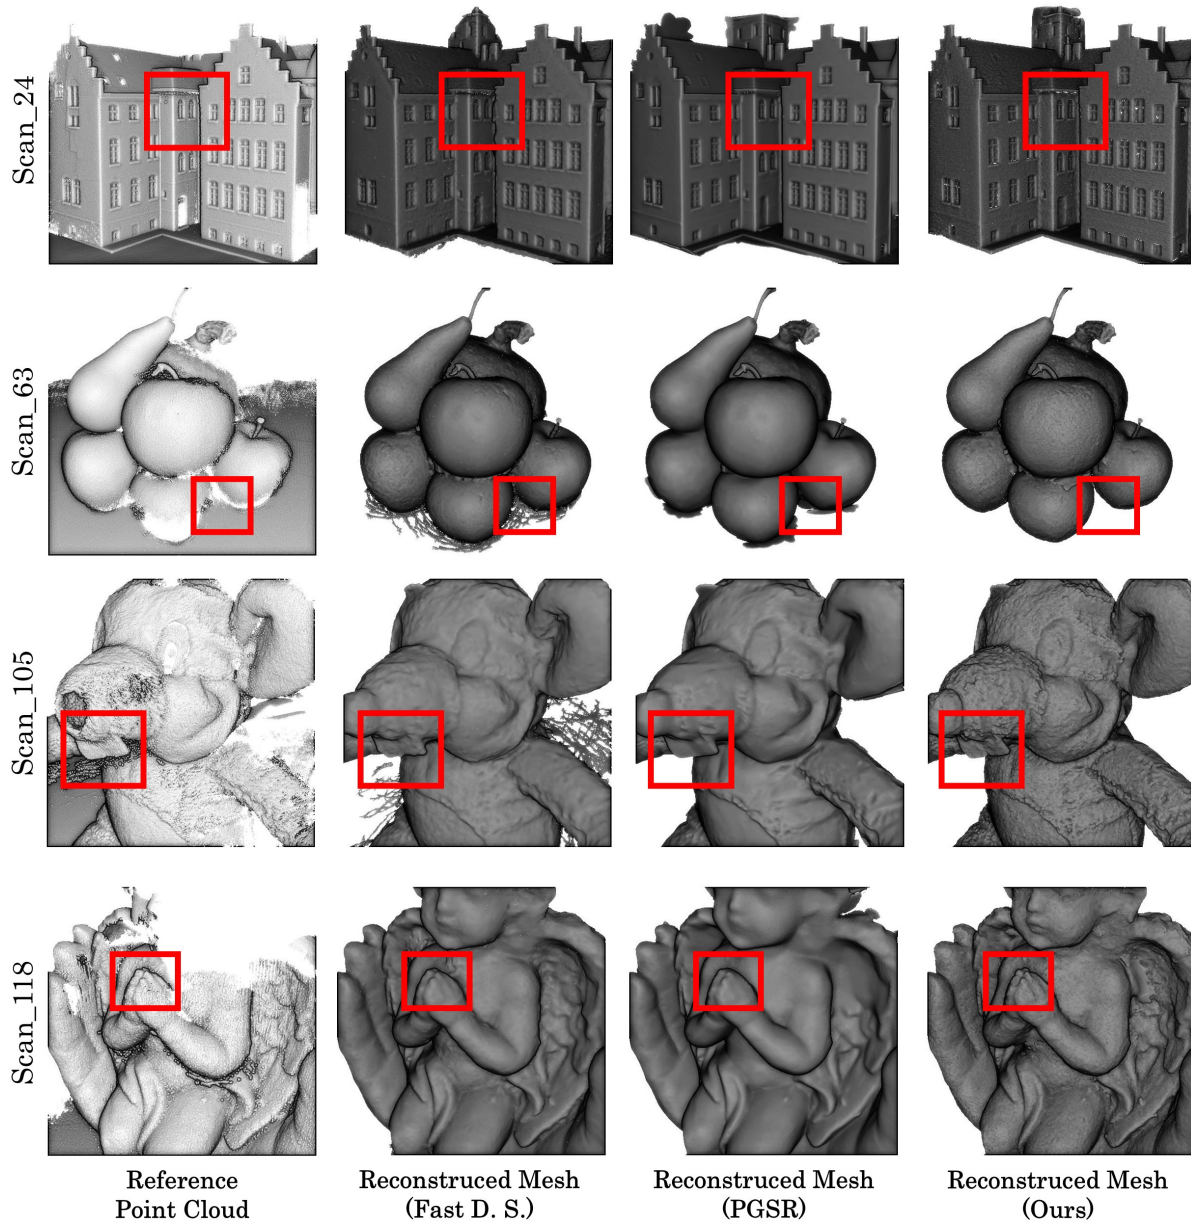 Scan_24
Scan_63
Scan_105
Scan_118
Reference
Point Cloud
Reconstruced Mesh
(Fast D. S.)
Reconstruced Mesh
(PGSR)
Reconstruced Mesh
(Ours)